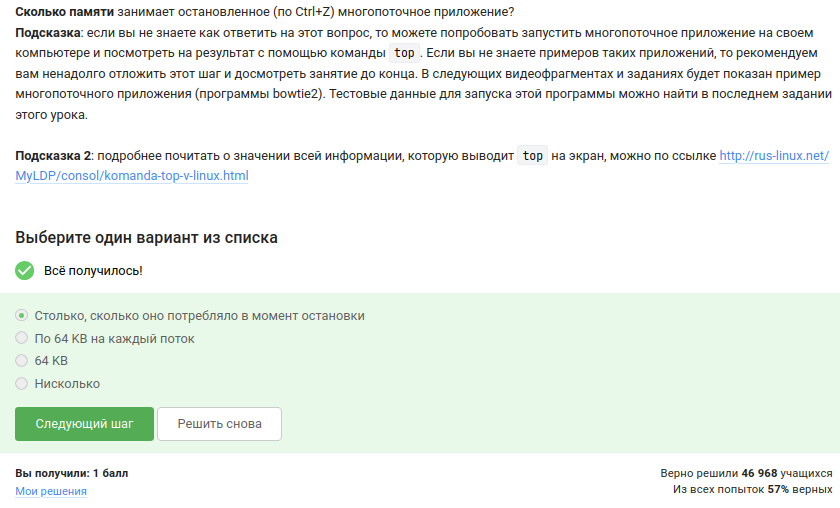 Сколько памяти занимает остановленное (по Ctrl+Z) многопоточное приложение?
Подсказка: если вы не знаете как ответить на этот вопрос, то можете попробовать запустить многопоточное приложение на своем
компьютере и посмотреть на результат с помощью команды top. Если вы не знаете примеров таких приложений, то рекомендуем
вам ненадолго отложить этот шаг и досмотреть занятие до конца. В следующих видеофрагментах и заданиях будет показан пример
многопоточного приложения (программы bowtie2). Тестовые данные для запуска этой программы можно найти в последнем задании
этого урока.
Подсказка 2: подробнее почитать о значении всей информации, которую выводит top на экран, можно по ссылке http://rus-linux.net/
MyLDP/consol/komanda-top-v-linux.html
Выберите один вариант из списка
Всё получилось!
Столько, сколько оно потребляло в момент остановки
По 64 KB на каждый поток
64 KB
Нисколько
Следующий шаг
Решить снова
Вы получили: 1 балл
Верно решили 46 968 учащихся
Мои решения
Из всех попыток 57% верных